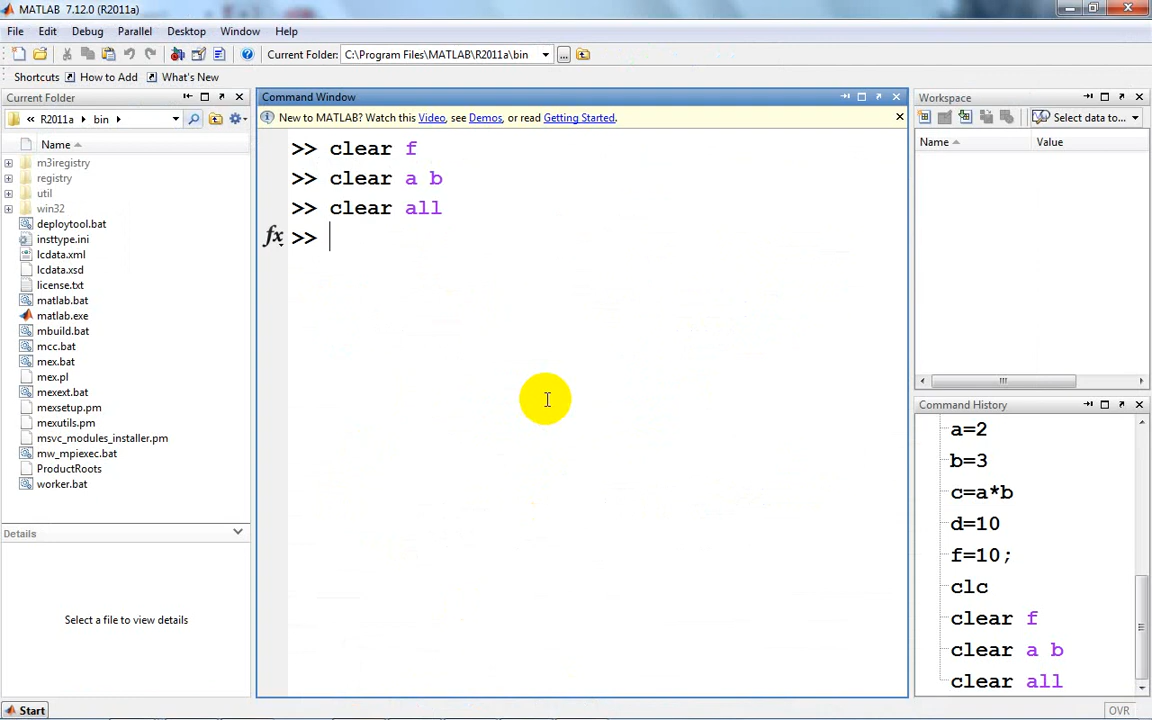 MATLAB 7.12.0 (R2011a)
File Edit Debug Parallel Desktop Window Help
Current Folder: C:\Program Files\MATLAB\R2011a\bin
Shortcuts How to Add What's New
Current Folder
« R2011a bin
Name
m3iregistry
registry
util
win32
deploytool.bat
insttype.ini
lcdata.xml
lcdata.xsd
license.txt
matlab.bat
matlab.exe
mbuild.bat
mcc.bat
mex.bat
mex.pl
mexext.bat
mexsetup.pm
mexutils.pm
msvc_modules_installer.pm
mw_mpiexec.bat
ProductRoots
worker.bat
Details
Select a file to view details
Command Window
New to MATLAB? Watch this Video, see Demos, or read Getting Started.
>> clear f
>> clear a b
>> clear all
fx >>
Workspace
Select data to...
Name Value
Command History
a=2
b=3
c=a*b
d=10
f=10;
clc
clear f
clear a b
clear all
Start
OVR